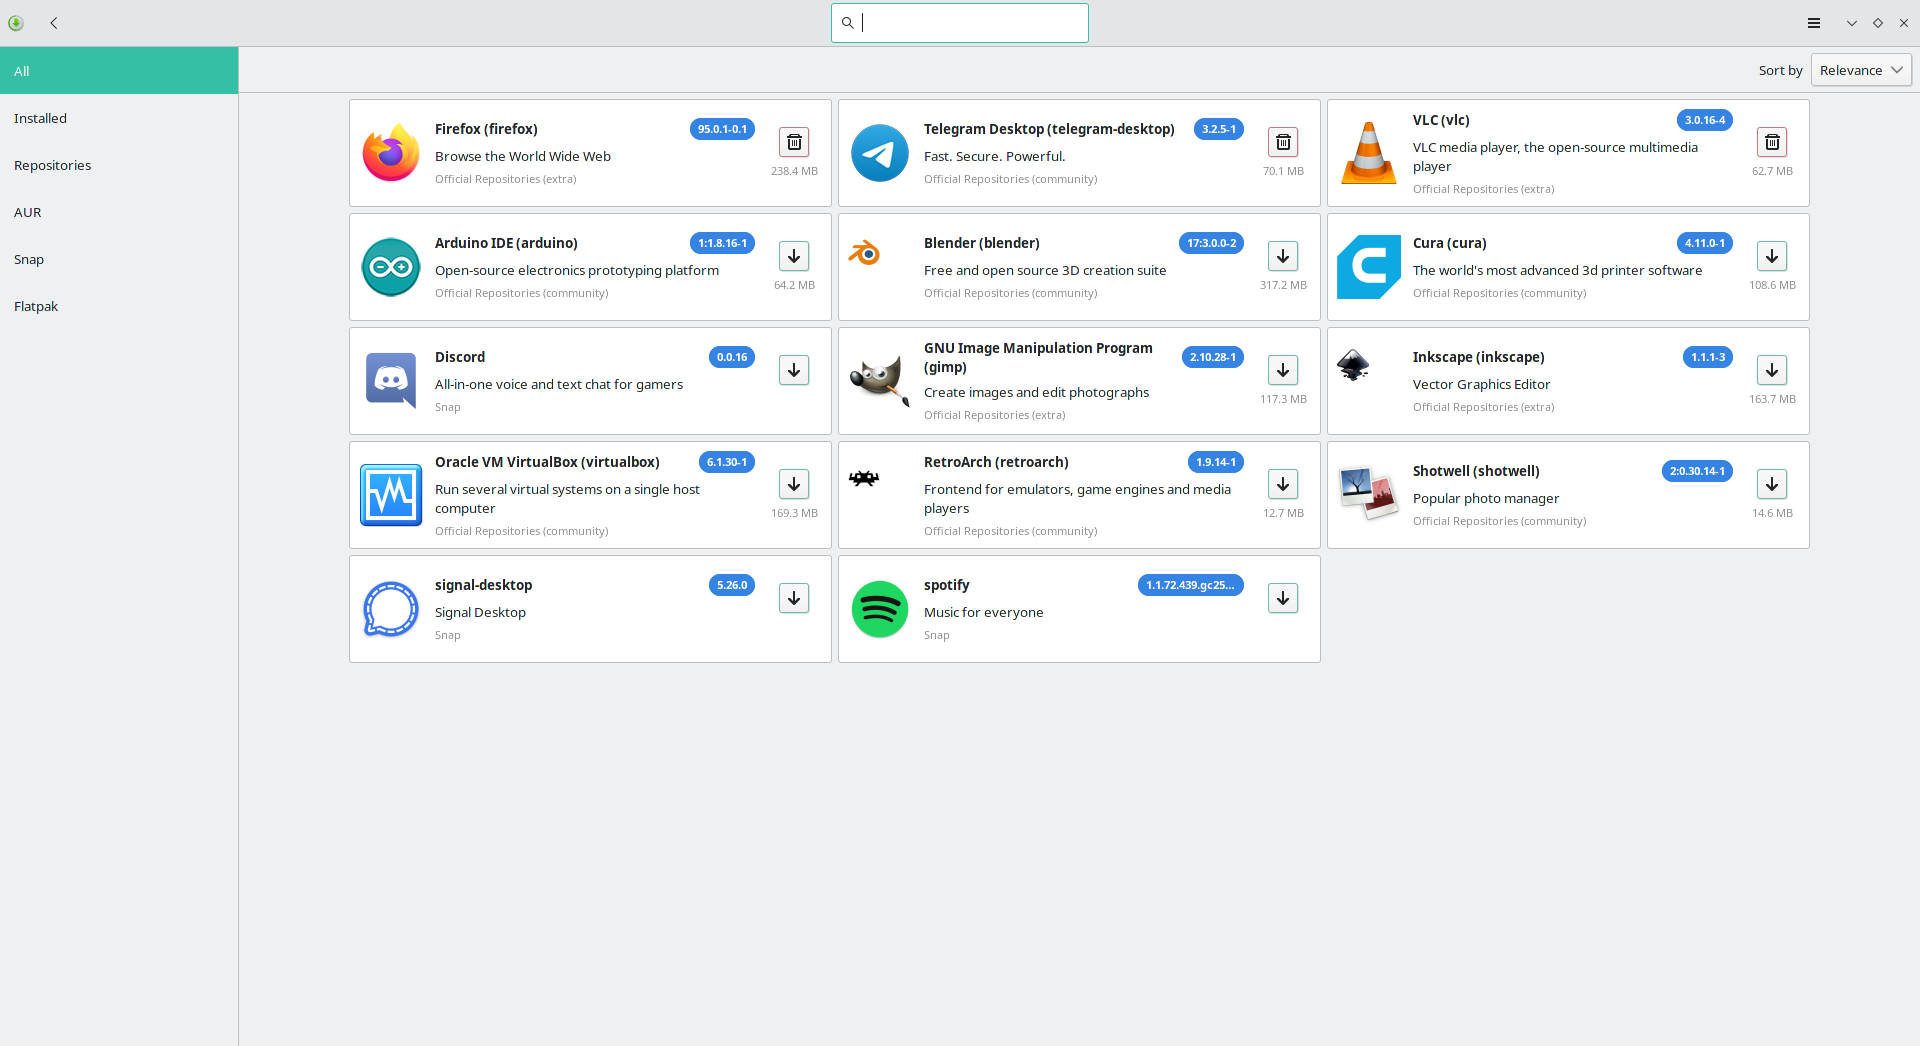 Sort by Relevance
All
Installed
Repositories
AUR
Snap
Flatpak
Firefox (firefox) 95.0.1-0.1
Browse the World Wide Web
Official Repositories (extra)
238.4 MB
Telegram Desktop (telegram-desktop) 3.2.5-1
Fast. Secure. Powerful.
Official Repositories (community)
70.1 MB
VLC (vlc) 3.0.16-4
VLC media player, the open-source multimedia
player
Official Repositories (extra)
62.7 MB
Arduino IDE (arduino) 1:1.8.16-1
Open-source electronics prototyping platform
Official Repositories (community)
64.2 MB
Blender (blender) 17:3.0.0-2
Free and open source 3D creation suite
Official Repositories (community)
317.2 MB
Cura (cura) 4.11.0-1
The world's most advanced 3d printer software
Official Repositories (community)
108.6 MB
Discord 0.0.16
All-in-one voice and text chat for gamers
Snap
GNU Image Manipulation Program
(gimp)
2.10.28-1
Create images and edit photographs
Official Repositories (extra)
117.3 MB
Inkscape (inkscape) 1.1.1-3
Vector Graphics Editor
Official Repositories (extra)
163.7 MB
Oracle VM VirtualBox (virtualbox) 6.1.30-1
Run several virtual systems on a single host
computer
Official Repositories (community)
169.3 MB
RetroArch (retroarch) 1.9.14-1
Frontend for emulators, game engines and media
players
Official Repositories (community)
12.7 MB
Shotwell (shotwell) 2:0.30.14-1
Popular photo manager
Official Repositories (community)
14.6 MB
signal-desktop 5.26.0
Signal Desktop
Snap
spotify 1.1.72.439.gc25...
Music for everyone
Snap